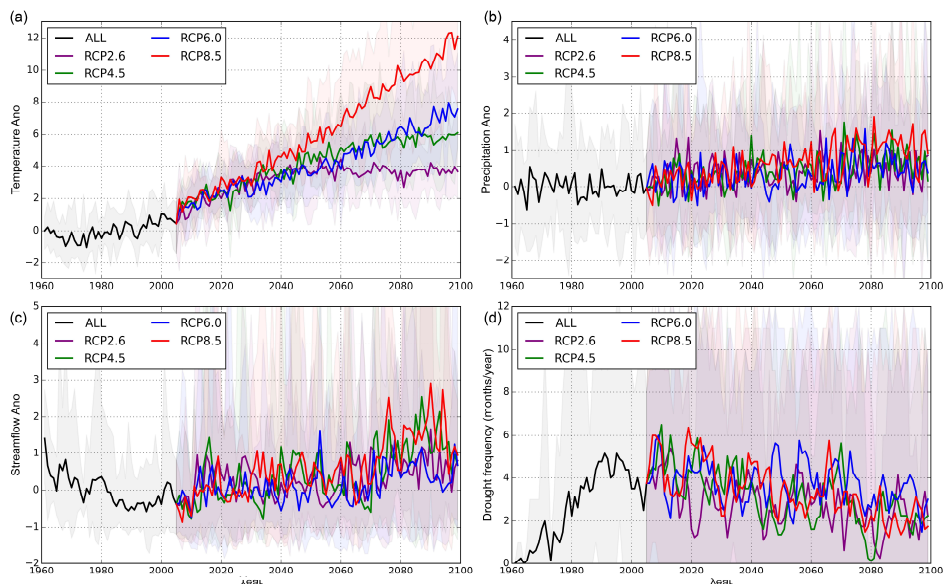 (a)
ALL
RCP2.6
RCP4.5
RCP6.0
RCP8.5
Temperaure Ano
12
10
8
6
4
2
0
−2
1960 1980 2000 2020 2040 2060 2080 2100
(b)
ALL
RCP2.6
RCP4.5
RCP6.0
RCP8.5
Precipitation Ano
4
3
2
1
0
−1
−2
1960 1980 2000 2020 2040 2060 2080 2100
(c)
ALL
RCP2.6
RCP4.5
RCP6.0
RCP8.5
Streamflow Ano
5
4
3
2
1
0
−1
−2
1960 1980 2000 2020 2040 2060 2080 2100
(d)
ALL
RCP2.6
RCP4.5
RCP6.0
RCP8.5
Drought frequency (months/year)
12
10
8
6
4
2
0
1960 1980 2000 2020 2040 2060 2080 2100